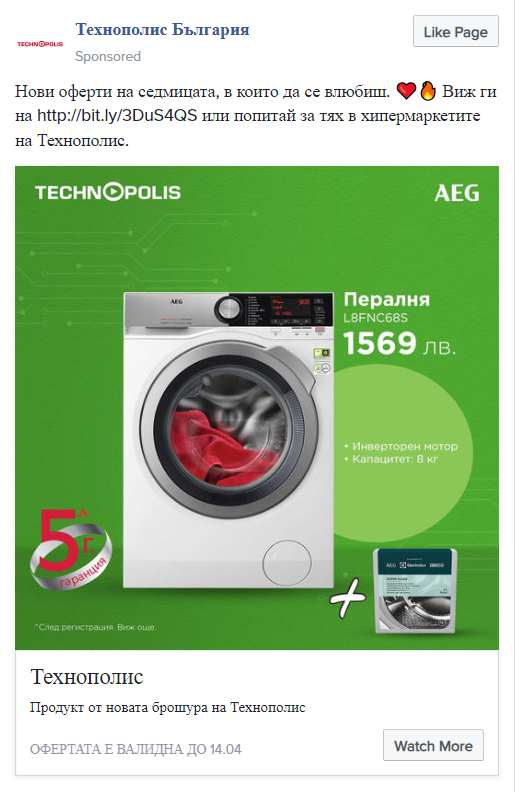 Технополис България
Like Page
TECHNOPOLIS
Sponsored
Нови оферти на седмицата, в които да се влюбиш. ❤️🔥 Виж ги
на http://bit.ly/3DuS4QS или попитай за тях в хипермаркетите
на Технополис.
TECHNOPOLIS
AEG
AEG
Пералня
L8FNC68S
1569 ЛВ.
• Инверторен мотор
• Капацитет: 8 кг
5*
Г.
гаранция
+
AEG
Electrolux
*След регистрация. Виж още.
Технополис
Продукт от новата брошура на Технополис
ОФЕРТАТА Е ВАЛИДНА ДО 14.04
Watch More